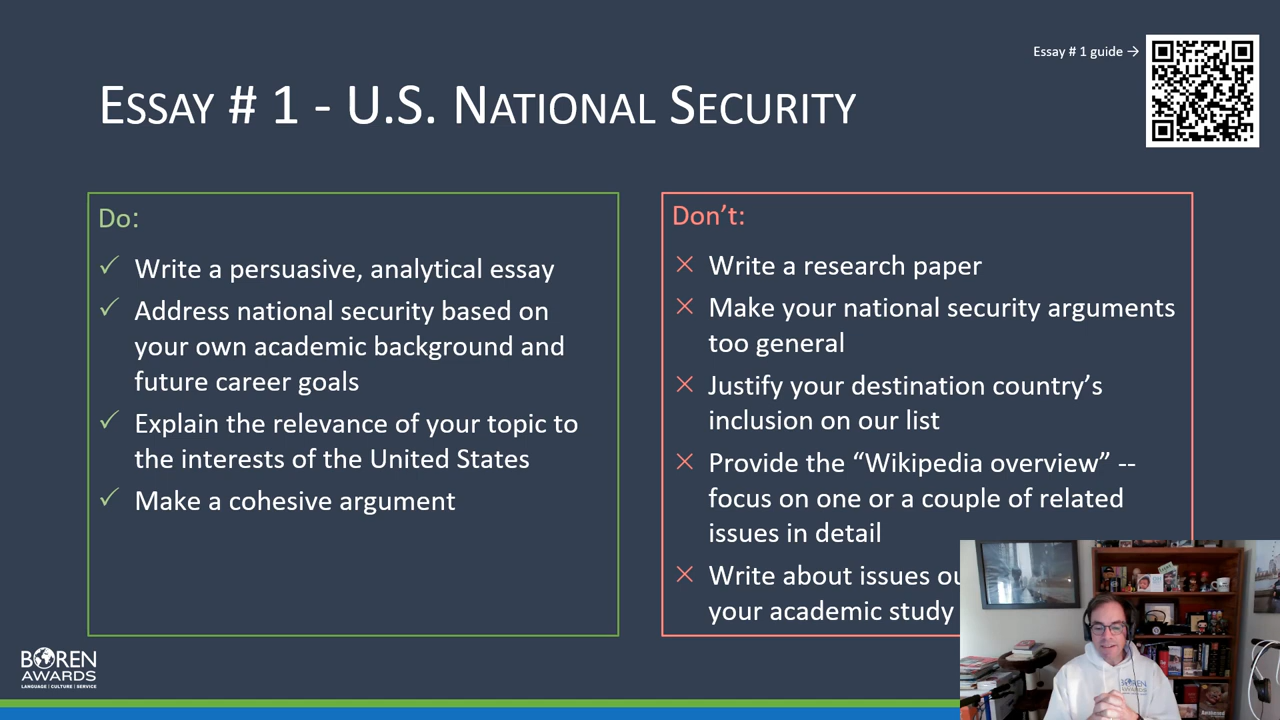 Essay # 1 guide →
ESSAY # 1 - U.S. NATIONAL SECURITY
Do:
✓ Write a persuasive, analytical essay
✓ Address national security based on
your own academic background and
future career goals
✓ Explain the relevance of your topic to
the interests of the United States
✓ Make a cohesive argument
Don’t:
× Write a research paper
× Make your national security arguments
too general
× Justify your destination country’s
inclusion on our list
× Provide the “Wikipedia overview” --
focus on one or a couple of related
issues in detail
× Write about issues
your academic study
BOREN
AWARDS
LANGUAGE | CULTURE | SERVICE
BOREN
AWARDS